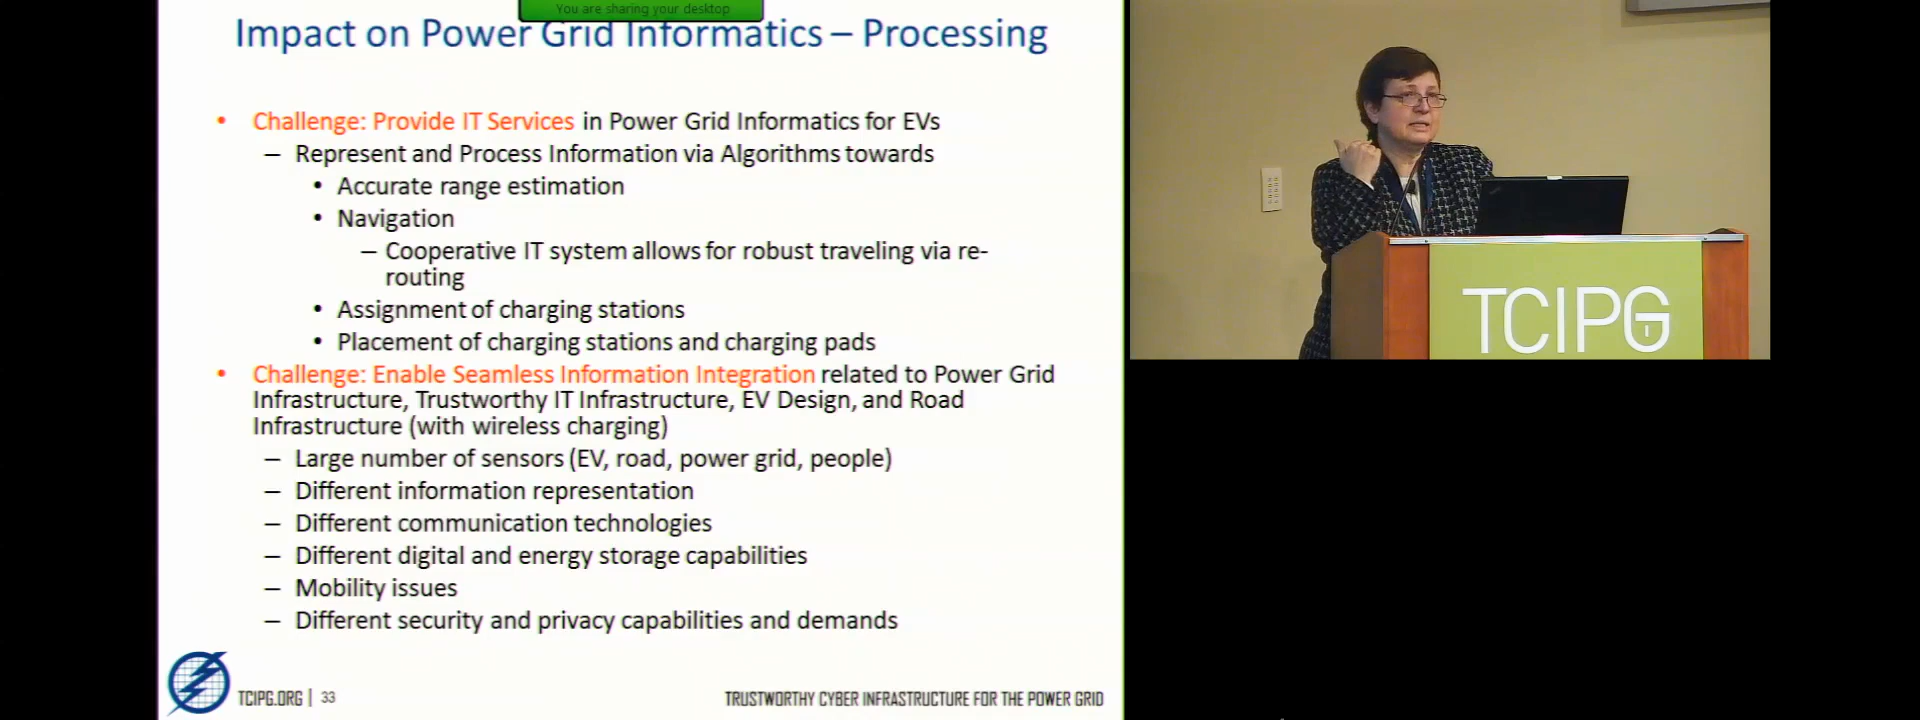 You are sharing your desktop
Impact on Power Grid Informatics – Processing
• Challenge: Provide IT Services in Power Grid Informatics for EVs
– Represent and Process Information via Algorithms towards
• Accurate range estimation
• Navigation
– Cooperative IT system allows for robust traveling via re-
routing
• Assignment of charging stations
• Placement of charging stations and charging pads
• Challenge: Enable Seamless Information Integration related to Power Grid
Infrastructure, Trustworthy IT Infrastructure, EV Design, and Road
Infrastructure (with wireless charging)
– Large number of sensors (EV, road, power grid, people)
– Different information representation
– Different communication technologies
– Different digital and energy storage capabilities
– Mobility issues
– Different security and privacy capabilities and demands
TCIPG.ORG | 33
TRUSTWORTHY CYBER INFRASTRUCTURE FOR THE POWER GRID
TCIPG